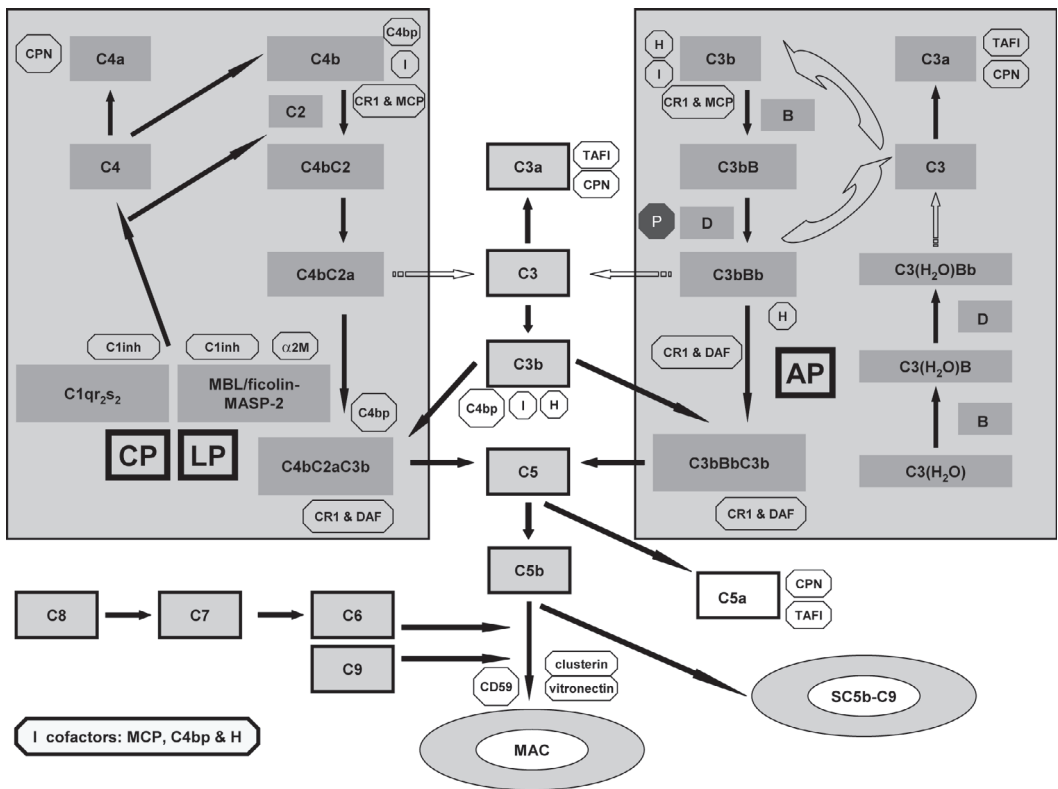 CPN
C4a
C4b
C4bp
I
CR1 & MCP
C2
C4
C4bC2
C4bC2a
C1inh
C1inh
α2M
C1qr₂s₂
MBL/ficolin-
MASP-2
C4bp
CP
LP
C4bC2aC3b
CR1 & DAF
C3a
TAFI
CPN
C3
C3b
C4bp
I
H
C5
C5b
H
I
C3b
CR1 & MCP
B
C3a
TAFI
CPN
C3bB
C3
P
D
C3bBb
C3(H₂O)Bb
H
D
CR1 & DAF
AP
C3(H₂O)B
B
C3bBbC3b
C3(H₂O)
CR1 & DAF
C5a
CPN
TAFI
C8
C7
C6
C9
CD59
clusterin
vitronectin
SC5b-C9
MAC
I cofactors: MCP, C4bp & H